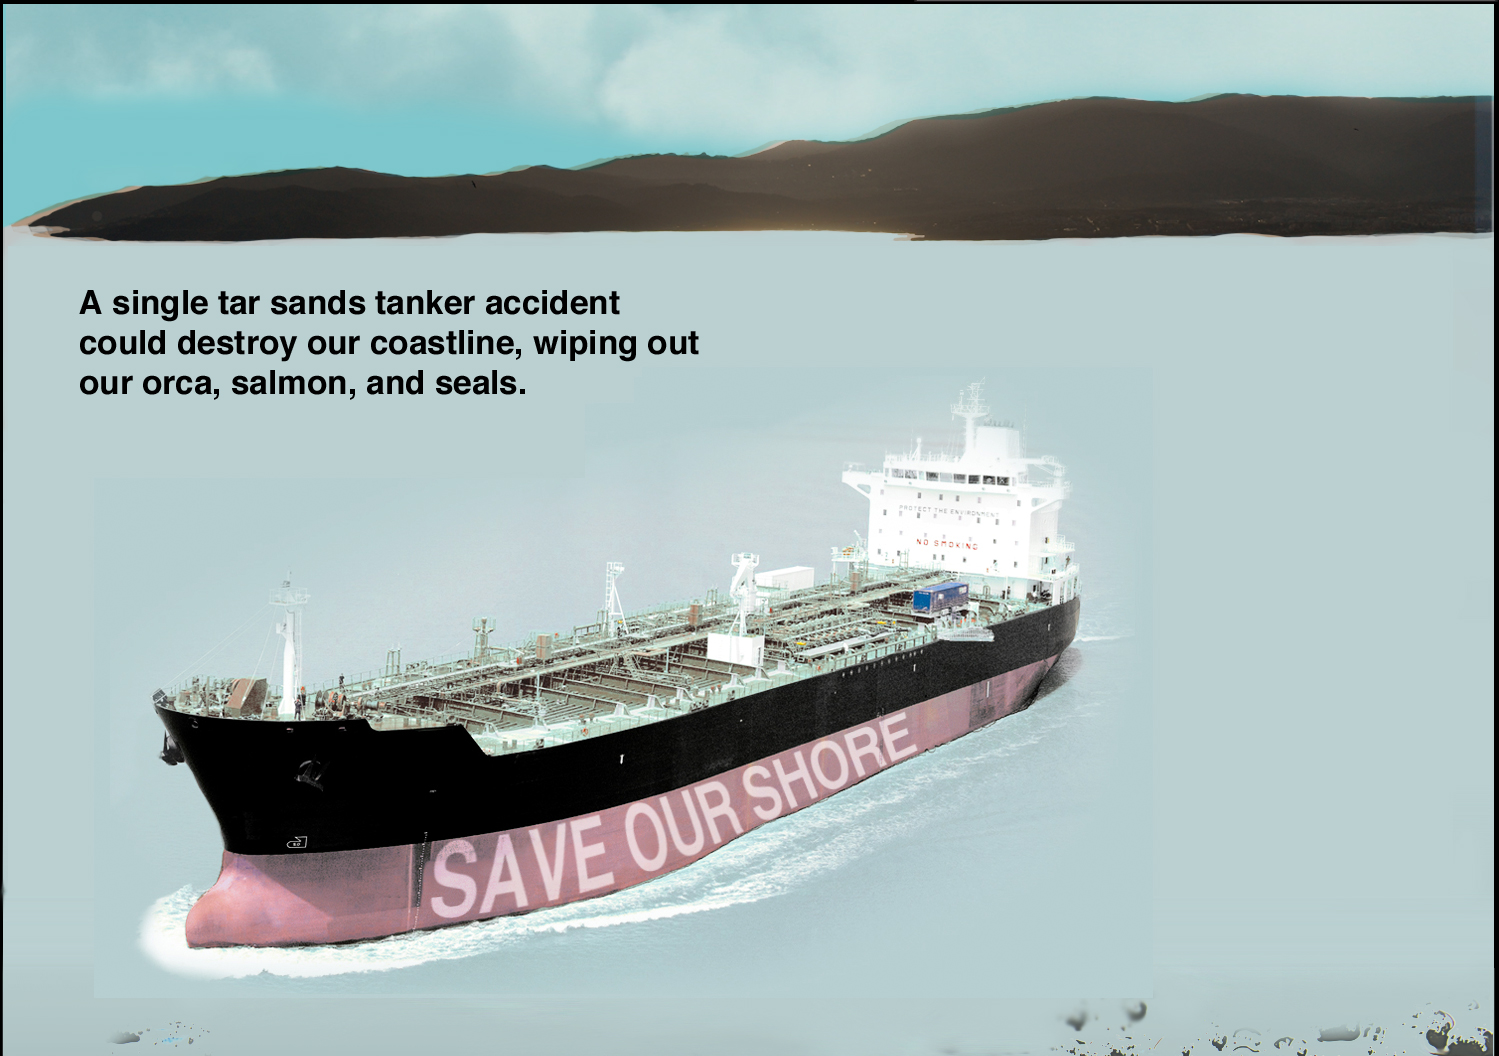 A single tar sands tanker accident
could destroy our coastline, wiping out
our orca, salmon, and seals.
PROTECT THE ENVIRONMENT
NO SMOKING
SAVE OUR SHORE